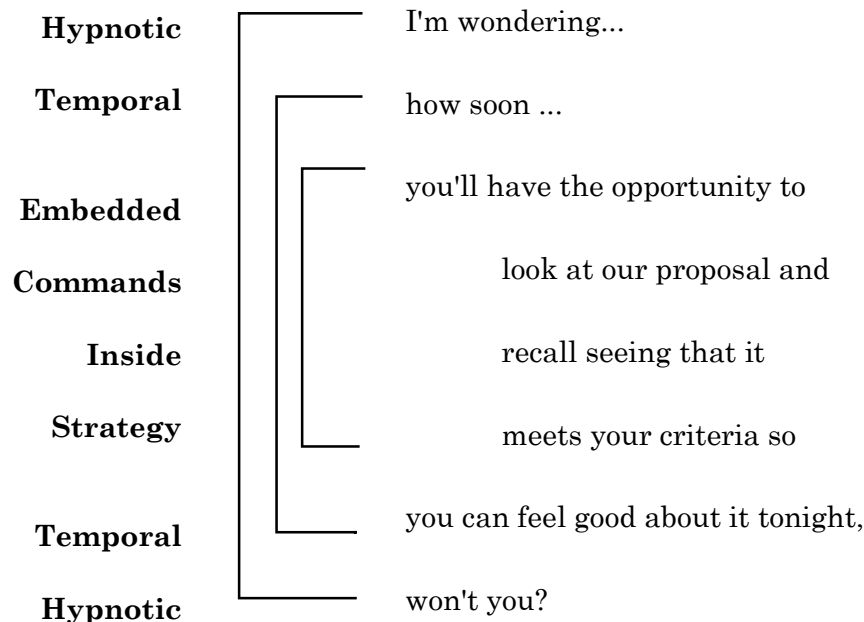 Hypnotic I'm wondering...
Temporal how soon ...
you'll have the opportunity to
Embedded
Commands look at our proposal and
Inside recall seeing that it
Strategy meets your criteria so
Temporal you can feel good about it tonight,
Hypnotic won't you?